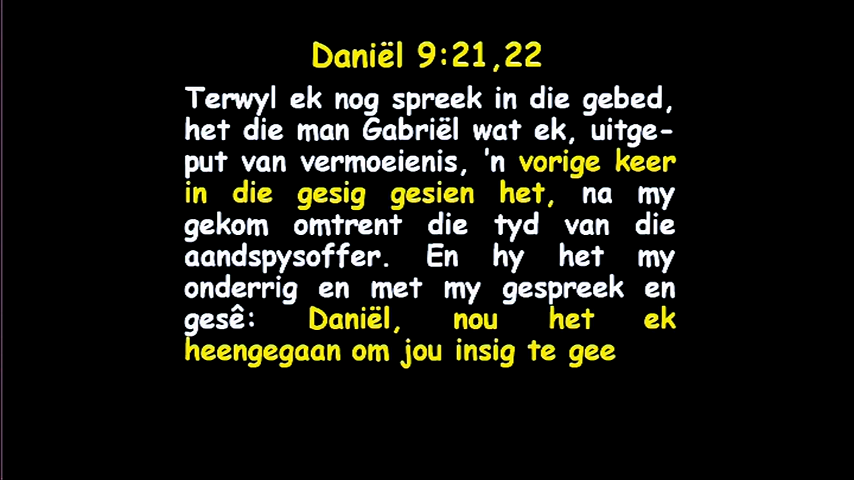 Daniël 9:21,22
Terwyl ek nog spreek in die gebed,
het die man Gabriël wat ek, uitge-
put van vermoeienis, 'n vorige keer
in die gesig gesien het, na my
gekom omtrent die tyd van die
aandspysoffer. En hy het my
onderrig en met my gespreek en
gesê: Daniël, nou het ek
heengegaan om jou insig te gee